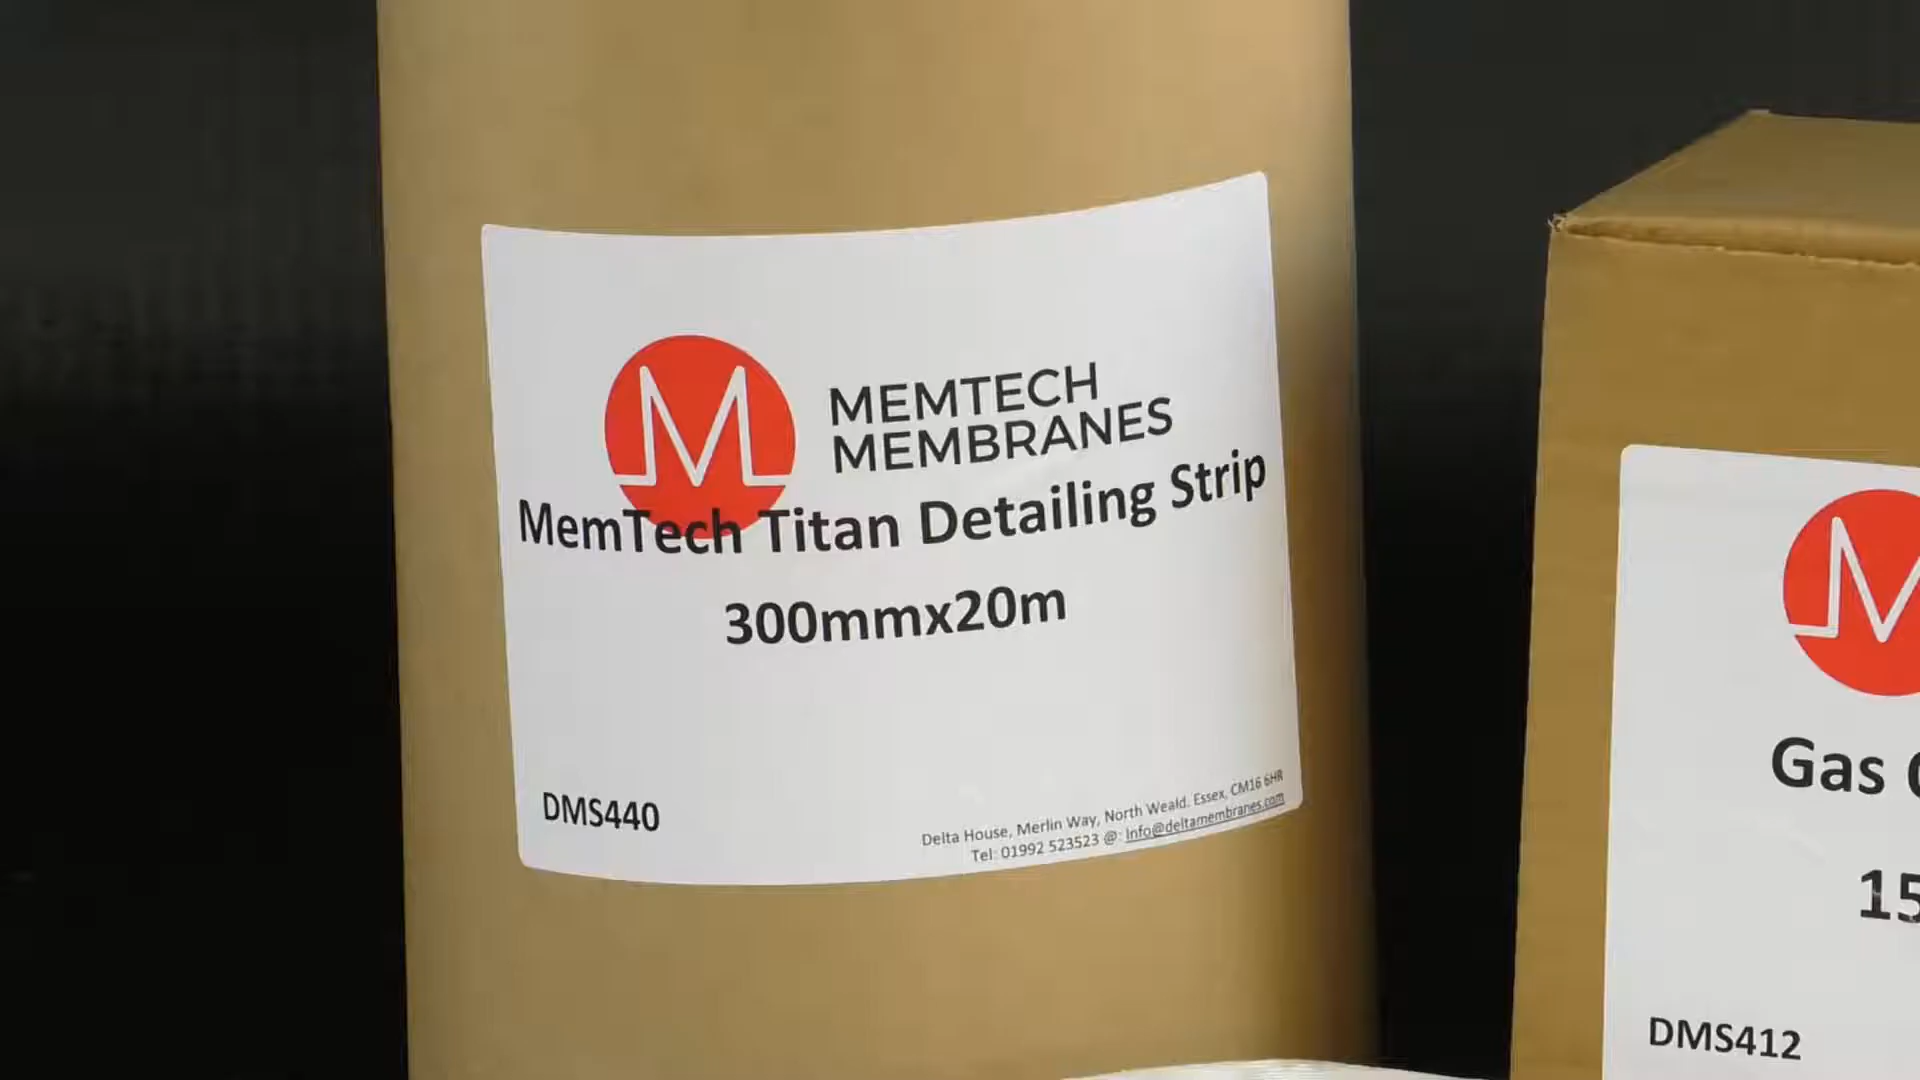 MEMTECH
MEMBRANES
MemTech Titan Detailing Strip
300mmx20m
DMS440
Delta House, Merlin Way, North Weald. Essex, CM16 6HR
Tel: 01992 523523 @: info@deltamembranes.com
Gas
15
DMS412